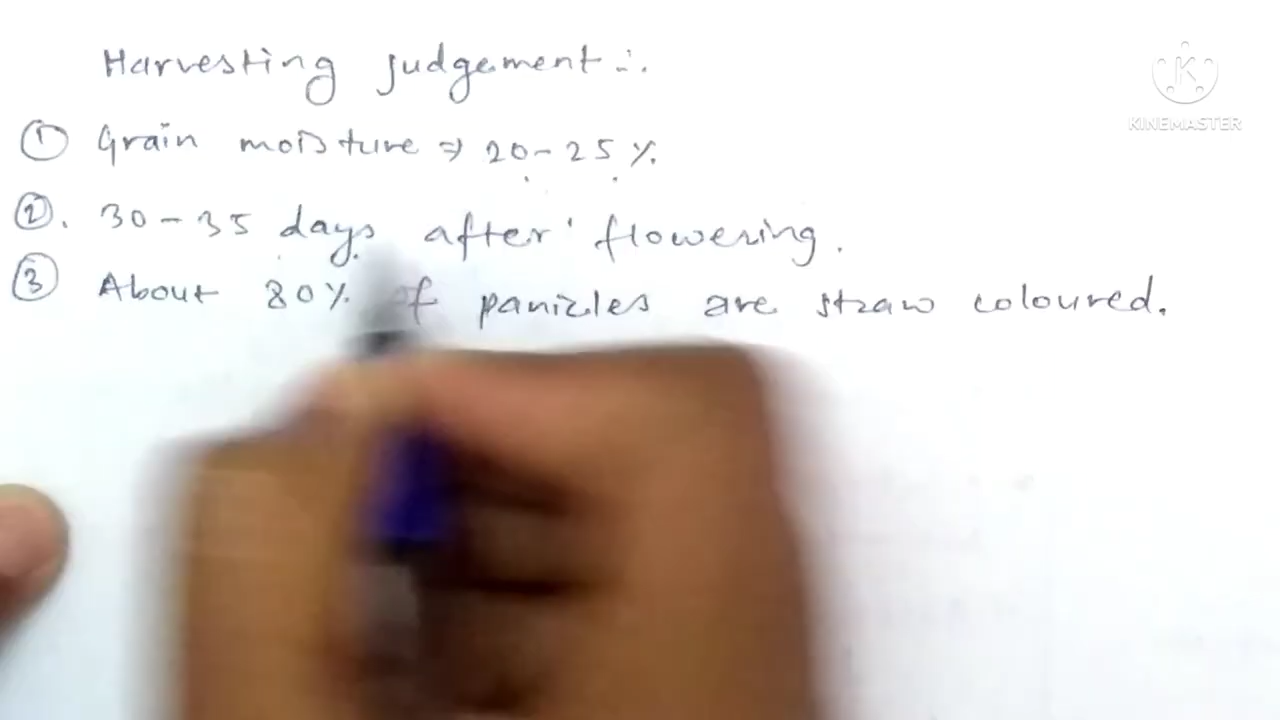 Harvesting judgement :-
① Grain moisture ⇒ 20-25 %.
②. 30-35 days after flowering.
③ About 80% of panicles are straw coloured.
KINEMASTER